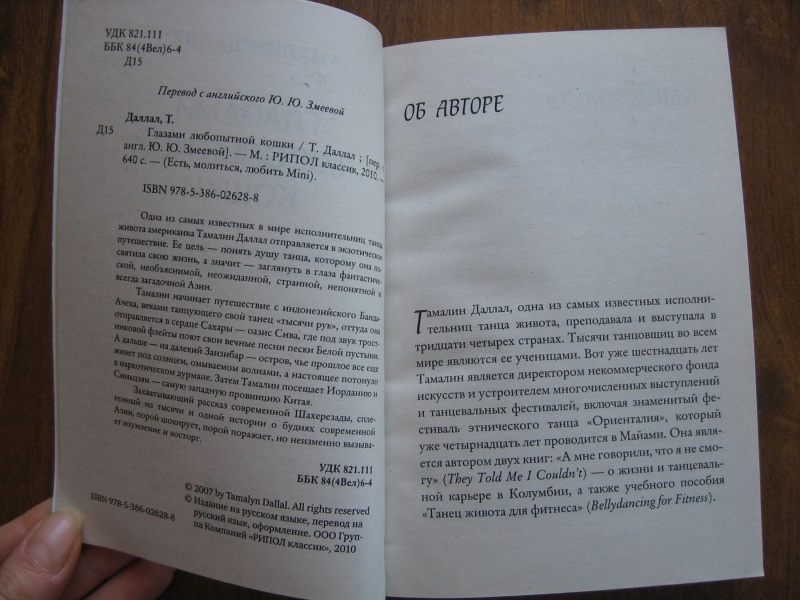 УДК 821.111
ББК 84(4Вел)6-4
Д15
Перевод с английского Ю. Ю. Змеевой
Даллал, Т.
Д15 Глазами любопытной кошки / Т. Даллал ; [пер. с
англ. Ю. Ю. Змеевой]. — М. : РИПОЛ классик, 2010. —
640 с. — (Есть, молиться, любить Mini).
ISBN 978-5-386-02628-8
Одна из самых известных в мире исполнительниц танца
живота американка Тамалин Даллал отправляется в экзотическое
путешествие. Ее цель — понять душу танца, которому она по-
святила свою жизнь, а значит — заглянуть в глаза фантастиче-
ской, необъяснимой, неожиданной, странной, непонятной и
всегда загадочной Азии.
Тамалин начинает путешествие с индонезийского Банда-
Ачеха, веками танцующего свой танец «тысячи рук», оттуда она
отправляется в сердце Сахары — оазис Сива, где под звук трост-
никовой флейты поют свои вечные песни пески Белой пустыни.
А дальше — на далекий Занзибар — остров, чье прошлое все еще
живет под солнцем, омываемом волнами, а настоящее потонуло
в наркотическом дурмане. Затем Тамалин посещает Иорданию и
Синьцзян — самую западную провинцию Китая.
Захватывающий рассказ современной Шахерезады, спле-
тенный из тысячи и одной истории о буднях современной
Азии, порой шокирует, порой поражает, но неизменно вызыва-
ет изумление и восторг.
УДК 821.111
ББК 84(4Вел)6-4
© 2007 by Tamalyn Dallal. All rights reserved
© Издание на русском языке, перевод на
русский язык, оформление. ООО Груп-
па Компаний «РИПОЛ классик», 2010
ISBN 978-5-386-02628-8
ОБ АВТОРЕ
Тамалин Даллал, одна из самых известных исполни-
тельниц танца живота, преподавала и выступала в
тридцати четырех странах. Тысячи танцовщиц во всем
мире являются ее ученицами. Вот уже шестнадцать лет
Тамалин является директором некоммерческого фонда
искусств и устроителем многочисленных выступлений
и танцевальных фестивалей, включая знаменитый фе-
стиваль этнического танца «Ориенталия», который
уже четырнадцать лет проводится в Майами. Она явля-
ется автором двух книг: «А мне говорили, что я не смо-
гу» (They Told Me I Couldn't) — о жизни и танцеваль-
ной карьере в Колумбии, а также учебного пособия
«Танец живота для фитнеса» (Bellydancing for Fitness).